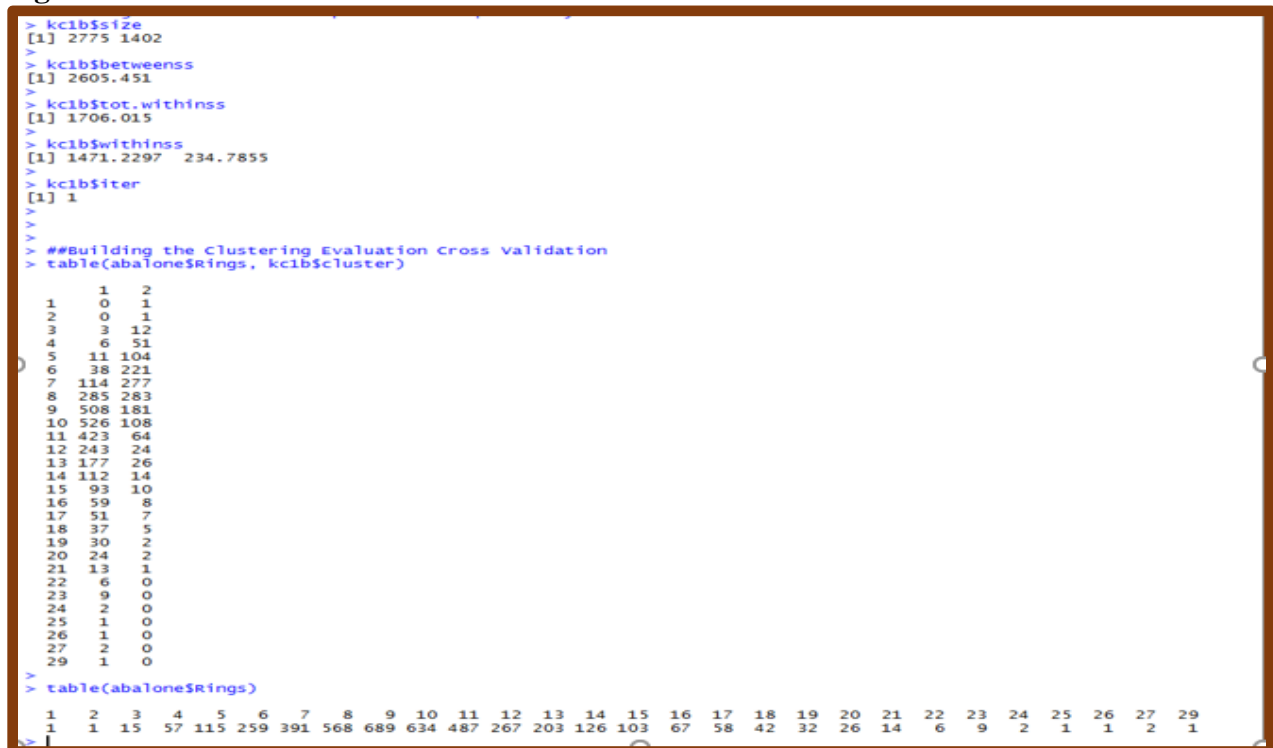 > kc1b$size
[1] 2775 1402
>
> kc1b$betweenss
[1] 2605.451
>
> kc1b$tot.withinss
[1] 1706.015
>
> kc1b$withinss
[1] 1471.2297  234.7855
>
> kc1b$iter
[1] 1
>
>
>
> ##Building the Clustering Evaluation Cross Validation
> table(abalone$Rings, kc1b$cluster)
     1   2
1    0   1
2    0   1
3    3  12
4    6  51
5   11 104
6   38 221
7  114 277
8  285 283
9  508 181
10 526 108
11 423  64
12 243  24
13 177  26
14 112  14
15  93  10
16  59   8
17  51   7
18  37   5
19  30   2
20  24   2
21  13   1
22   6   0
23   9   0
24   2   0
25   1   0
26   1   0
27   2   0
29   1   0
>
> table(abalone$Rings)
1   2   3   4   5   6   7   8   9  10  11  12  13  14  15  16  17  18  19  20  21  22  23  24  25  26  27  29
1   1  15  57 115 259 391 568 689 634 487 267 203 126 103  67  58  42  32  26  14   6   9   2   1   1   2   1
>